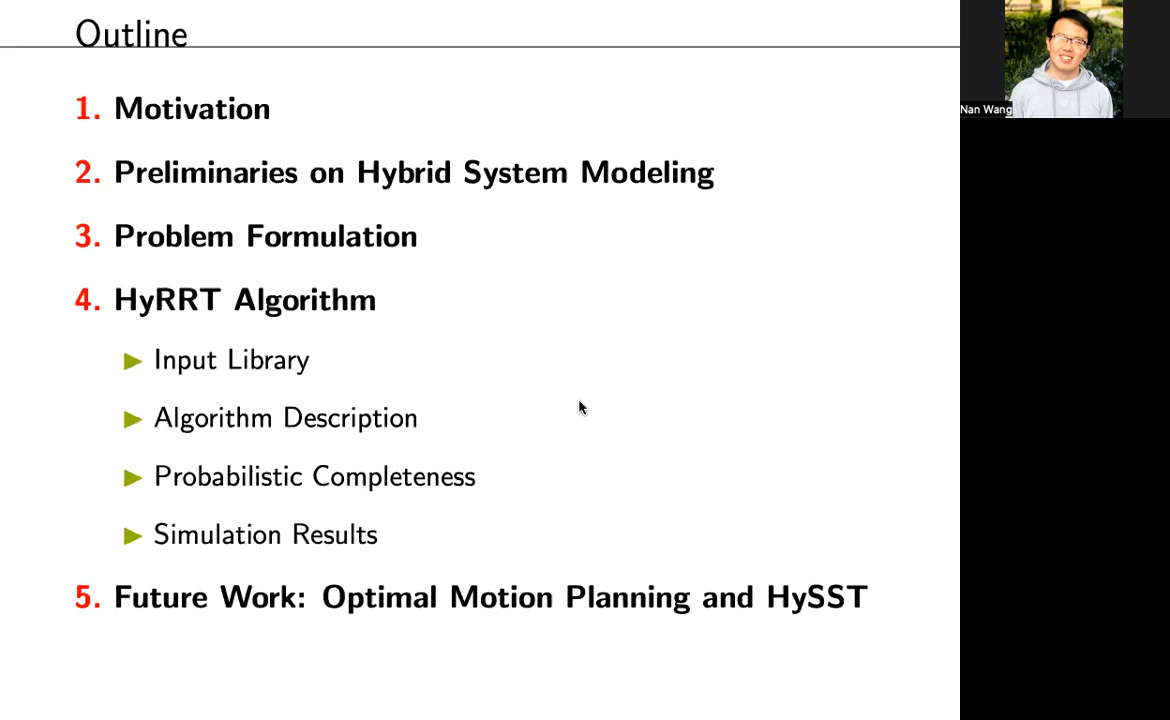 Outline
1. Motivation
2. Preliminaries on Hybrid System Modeling
3. Problem Formulation
4. HyRRT Algorithm
▶ Input Library
▶ Algorithm Description
▶ Probabilistic Completeness
▶ Simulation Results
5. Future Work: Optimal Motion Planning and HySST
Nan Wang